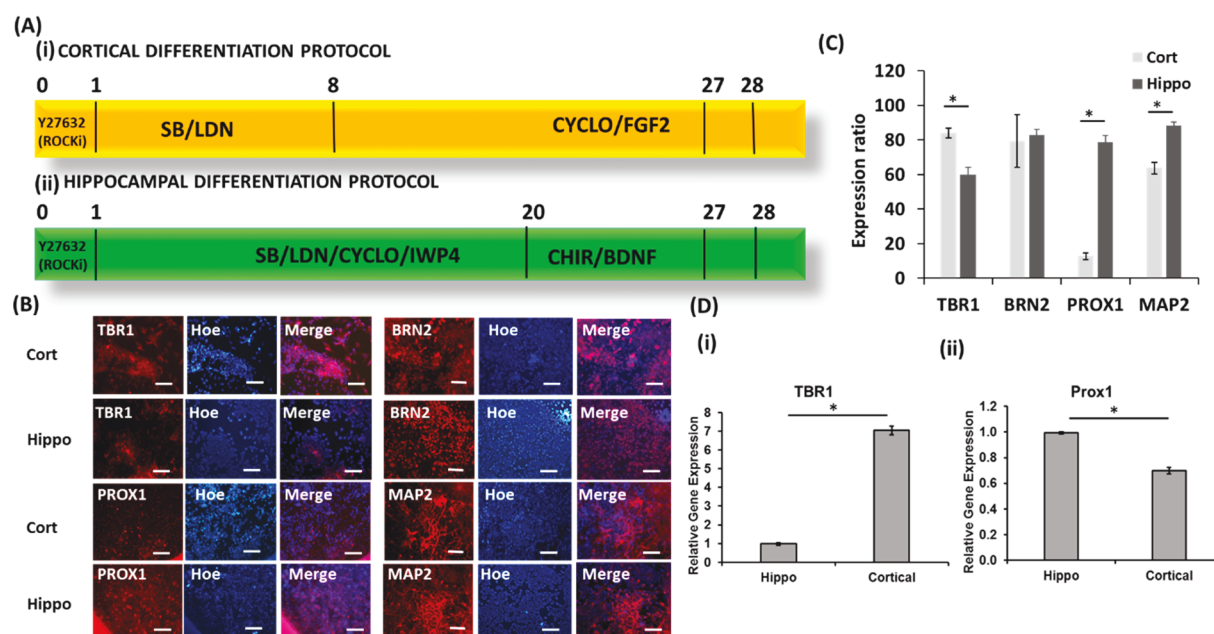 (A)
(i) CORTICAL DIFFERENTIATION PROTOCOL
0 1 8 27 28
Y27632
(ROCKi)
SB/LDN
CYCLO/FGF2
(ii) HIPPOCAMPAL DIFFERENTIATION PROTOCOL
0 1 20 27 28
Y27632
(ROCKi)
SB/LDN/CYCLO/IWP4
CHIR/BDNF
(B)
Cort
TBR1 Hoe Merge BRN2 Hoe Merge
Hippo
TBR1 Hoe Merge BRN2 Hoe Merge
Cort
PROX1 Hoe Merge MAP2 Hoe Merge
Hippo
PROX1 Hoe Merge MAP2 Hoe Merge
(C)
Cort
Hippo
Expression ratio
120
100
80
60
40
20
0
* * *
TBR1 BRN2 PROX1 MAP2
(D)
(i)
TBR1
*
Relative Gene Expression
8
7
6
5
4
3
2
1
0
Hippo Cortical
(ii)
Prox1
*
Relative Gene Expression
1.2
1.0
0.8
0.6
0.4
0.2
0.0
Hippo Cortical